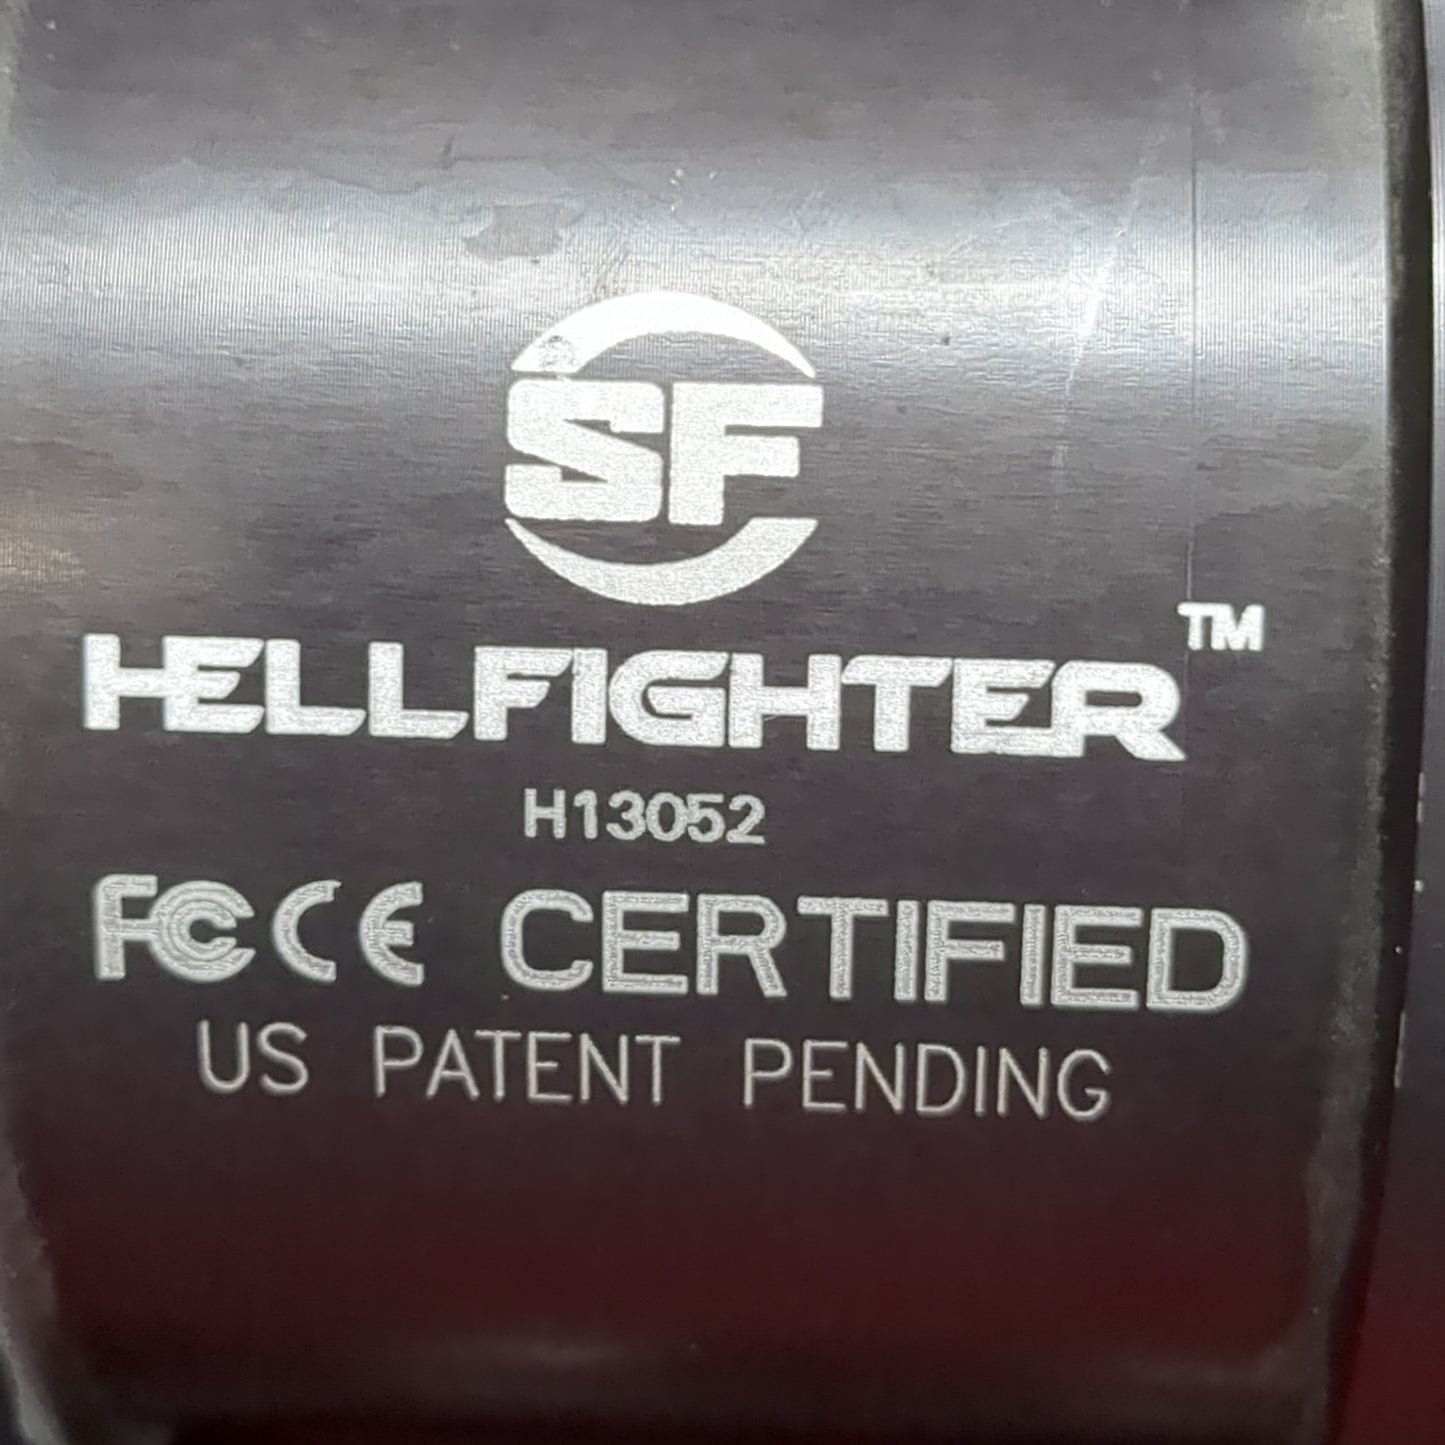 SF
HELLFIGHTER™
H13052
FC CE CERTIFIED
US PATENT PENDING